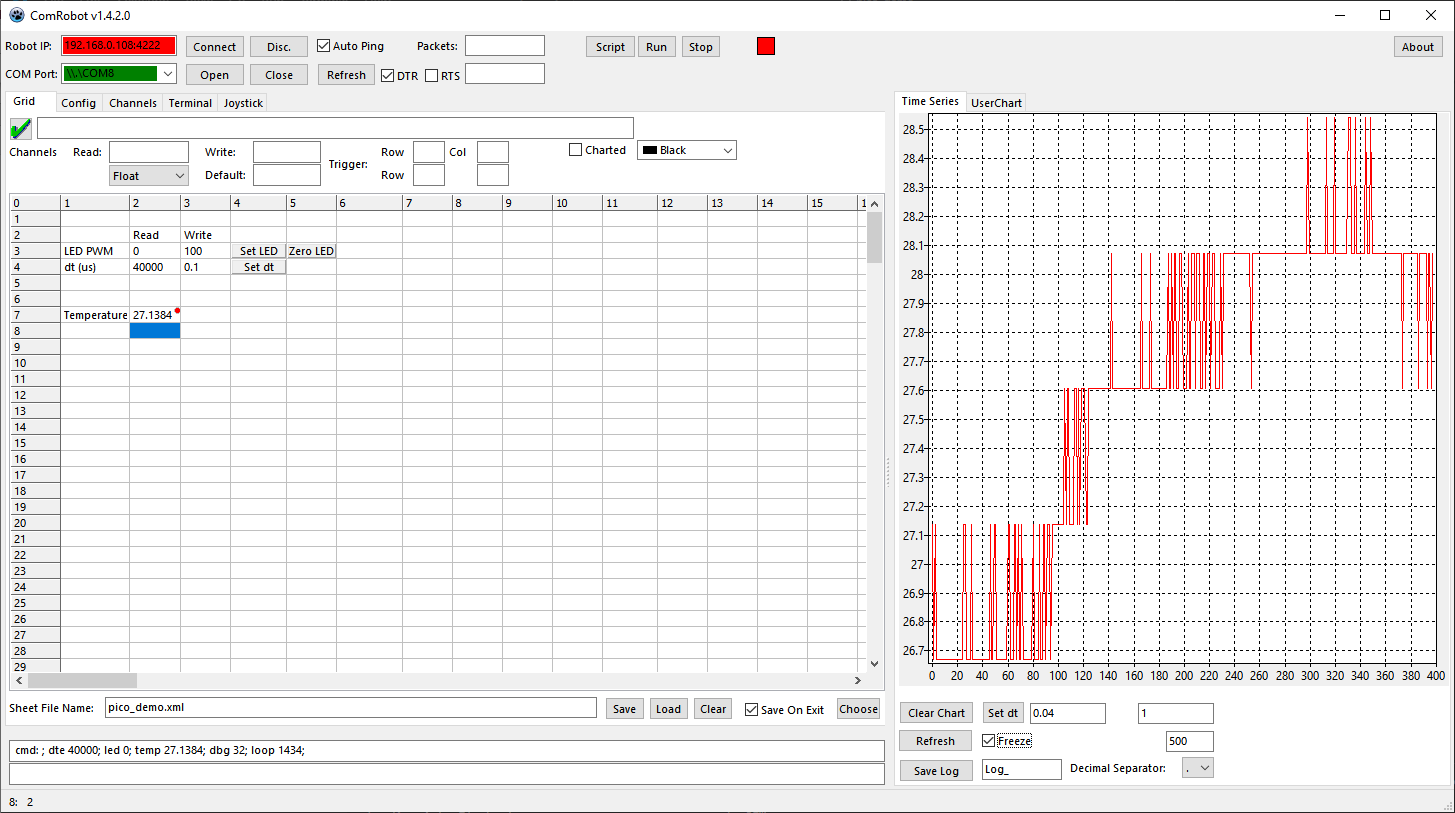 ComRobot v1.4.2.0
Robot IP: 192.168.0.108:4222 Connect Disc. Auto Ping Packets: Script Run Stop About
COM Port: \\.\COM8 Open Close Refresh DTR RTS
Grid Config Channels Terminal Joystick
Channels Read: Write: Trigger: Row Col Charted Black
Float Default: Row
0 1 2 3 4 5 6 7 8 9 10 11 12 13 14 15 1
1
2 Read Write
3 LED PWM 0 100 Set LED Zero LED
4 dt (us) 40000 0.1 Set dt
5
6
7 Temperature 27.1384
8
9
10
11
12
13
14
15
16
17
18
19
20
21
22
23
24
25
26
27
28
29
Sheet File Name: pico_demo.xml Save Load Clear Save On Exit Choose
cmd: ; dte 40000; led 0; temp 27.1384; dbg 32; loop 1434;
8: 2
Time Series UserChart
28.5
28.4
28.3
28.2
28.1
28
27.9
27.8
27.7
27.6
27.5
27.4
27.3
27.2
27.1
27
26.9
26.8
26.7
0 20 40 60 80 100 120 140 160 180 200 220 240 260 280 300 320 340 360 380 400
Clear Chart Set dt 0.04 1
Refresh Freeze 500
Save Log Log_ Decimal Separator: .